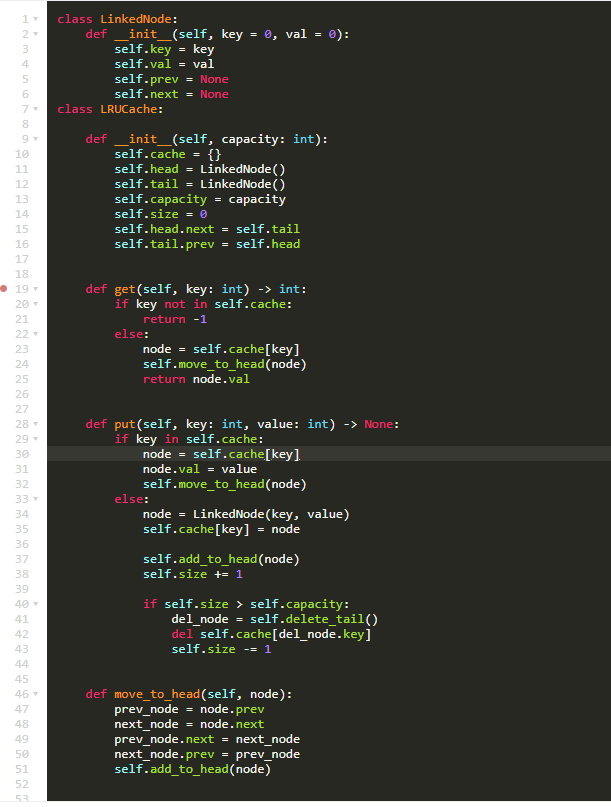 1 class LinkedNode:
2     def __init__(self, key = 0, val = 0):
3         self.key = key
4         self.val = val
5         self.prev = None
6         self.next = None
7 class LRUCache:
8
9     def __init__(self, capacity: int):
10         self.cache = {}
11         self.head = LinkedNode()
12         self.tail = LinkedNode()
13         self.capacity = capacity
14         self.size = 0
15         self.head.next = self.tail
16         self.tail.prev = self.head
17
18
19     def get(self, key: int) -> int:
20         if key not in self.cache:
21             return -1
22         else:
23             node = self.cache[key]
24             self.move_to_head(node)
25             return node.val
26
27
28     def put(self, key: int, value: int) -> None:
29         if key in self.cache:
30             node = self.cache[key]
31             node.val = value
32             self.move_to_head(node)
33         else:
34             node = LinkedNode(key, value)
35             self.cache[key] = node
36
37             self.add_to_head(node)
38             self.size += 1
39
40             if self.size > self.capacity:
41                 del_node = self.delete_tail()
42                 del self.cache[del_node.key]
43                 self.size -= 1
44
45
46     def move_to_head(self, node):
47         prev_node = node.prev
48         next_node = node.next
49         prev_node.next = next_node
50         next_node.prev = prev_node
51         self.add_to_head(node)
52
53